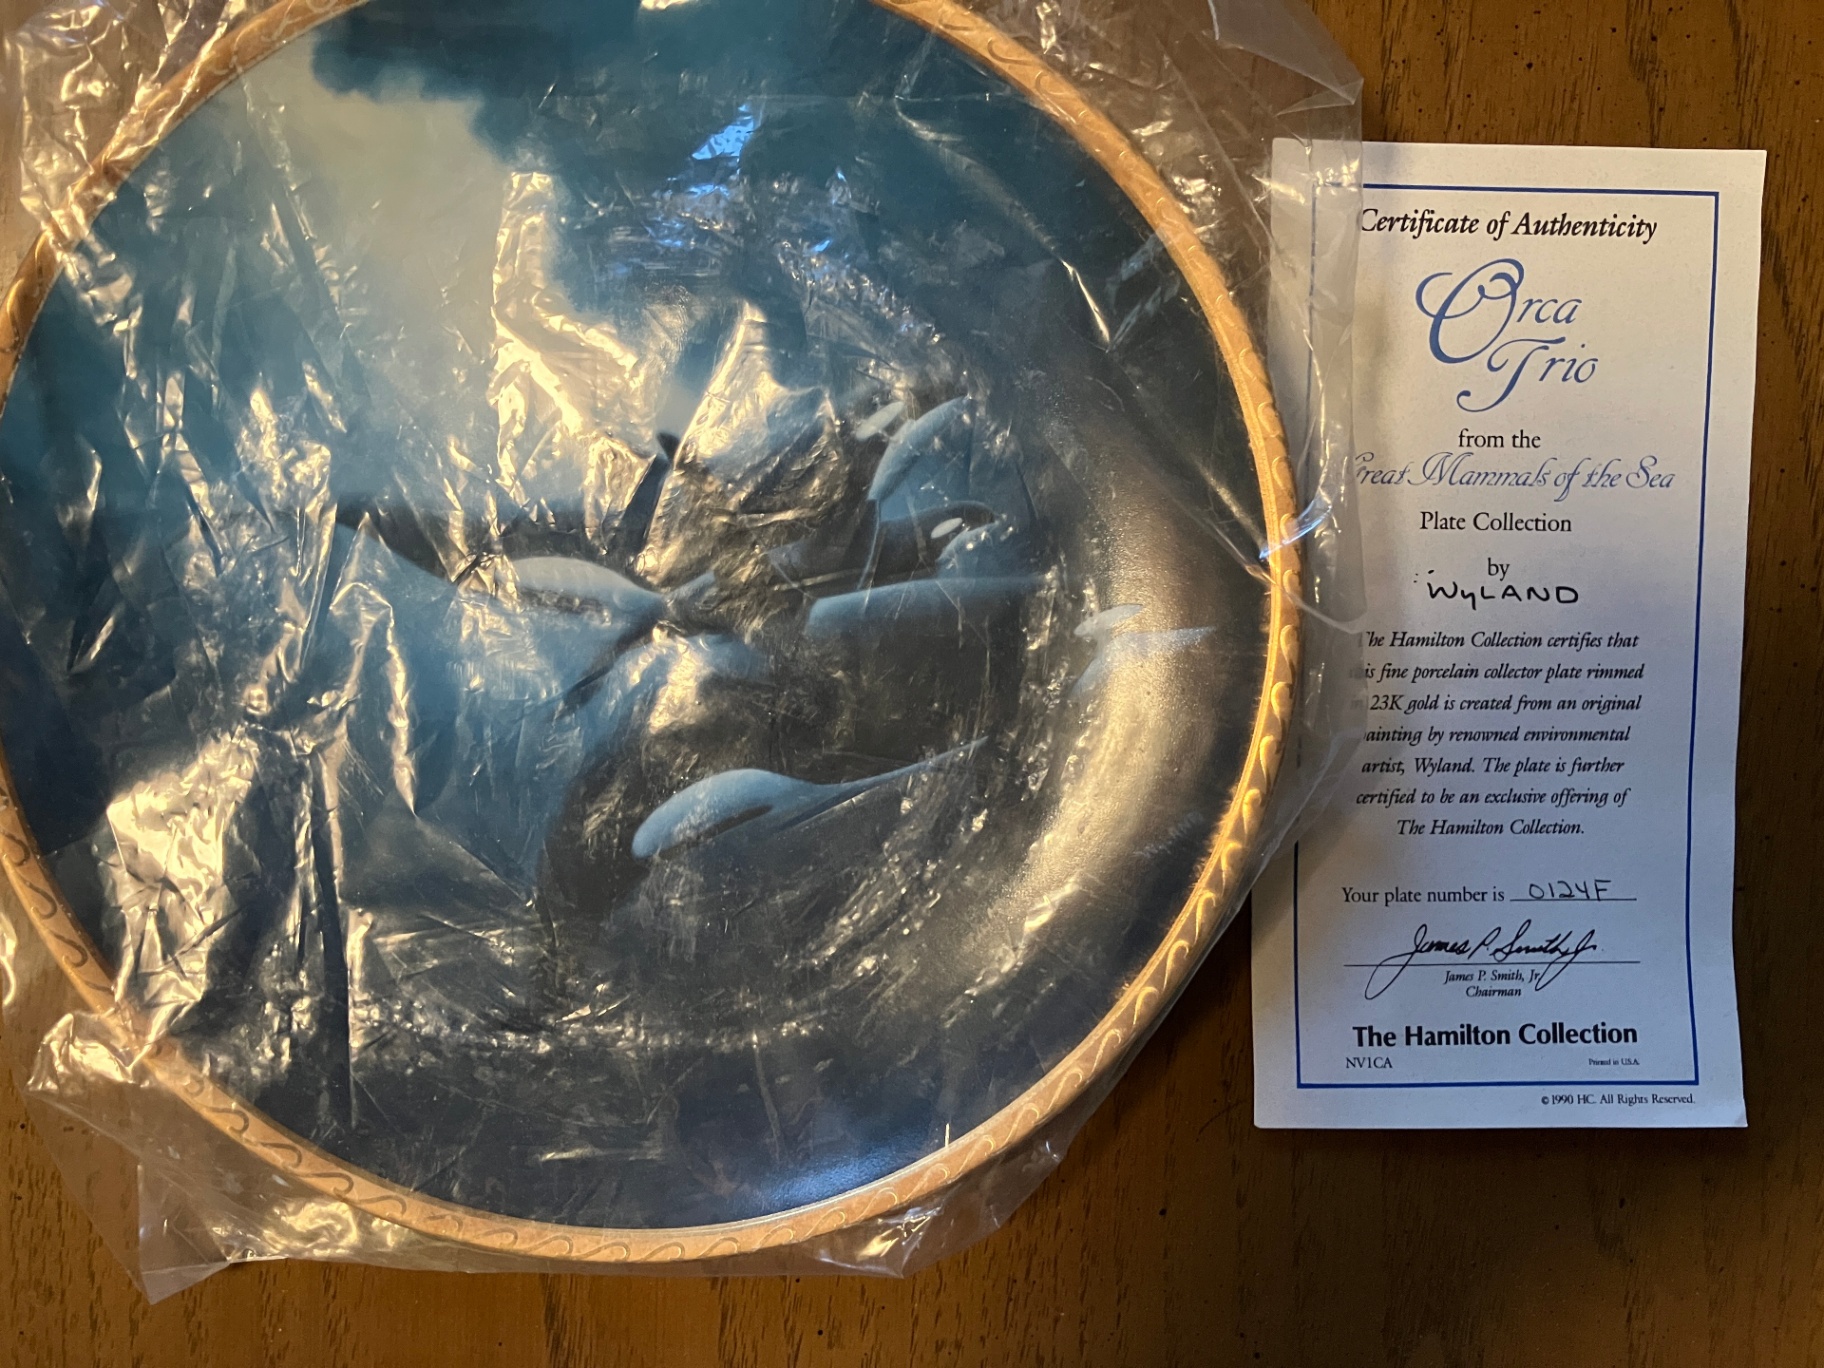 Certificate of Authenticity
Orca
Trio
from the
Great Mammals of the Sea
Plate Collection
by
WyLAND
The Hamilton Collection certifies that
fine porcelain collector plate rimmed
23K gold is created from an original
painting by renowned environmental
artist, Wyland. The plate is further
certified to be an exclusive offering of
The Hamilton Collection.
Your plate number is 0124F
James P. Smith, Jr.
James P. Smith, Jr
Chairman
The Hamilton Collection
NV1CA
Printed in U.S.A.
© 1990 HC. All Rights Reserved.